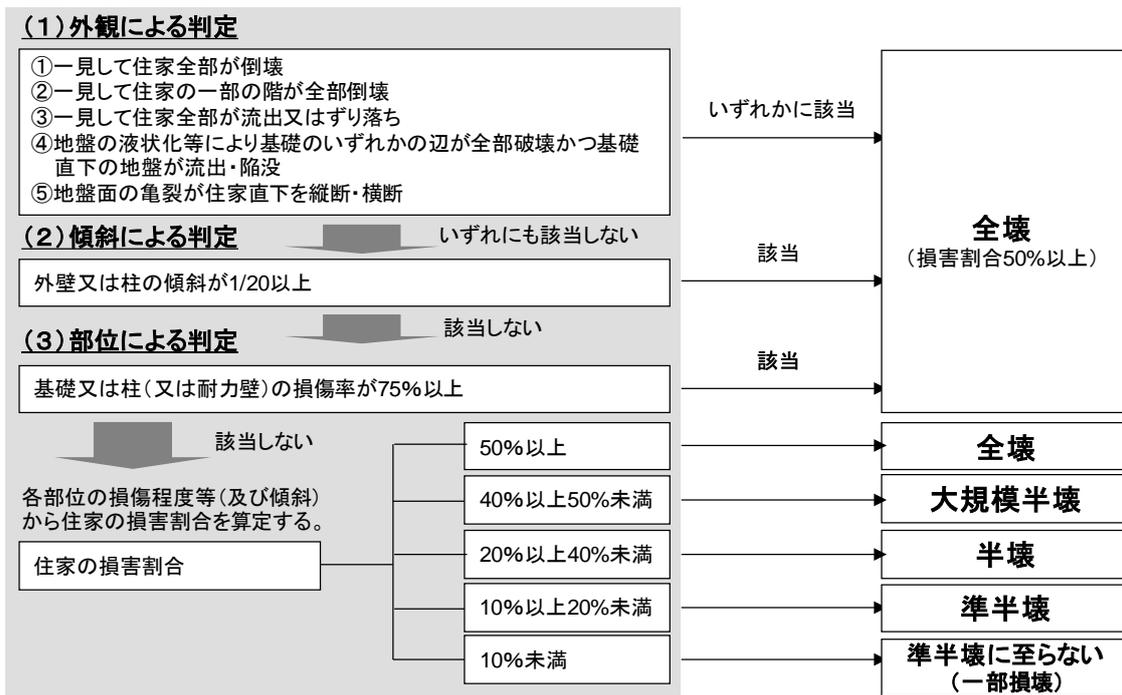 (1)外観による判定
①一見して住家全部が倒壊
②一見して住家の一部の階が全部倒壊
③一見して住家全部が流出又はずり落ち
④地盤の液状化等により基礎のいずれかの辺が全部破壊かつ基礎
直下の地盤が流出・陥没
⑤地盤面の亀裂が住家直下を縦断・横断
いずれかに該当
全壊
(損害割合50%以上)
(2)傾斜による判定
いずれにも該当しない
外壁又は柱の傾斜が1/20以上
該当
(3)部位による判定
該当しない
基礎又は柱(又は耐力壁)の損傷率が75%以上
該当
該当しない
各部位の損傷程度等(及び傾斜)
から住家の損害割合を算定する。
住家の損害割合
50%以上
全壊
40%以上50%未満
大規模半壊
20%以上40%未満
半壊
10%以上20%未満
準半壊
10%未満
準半壊に至らない
(一部損壊)